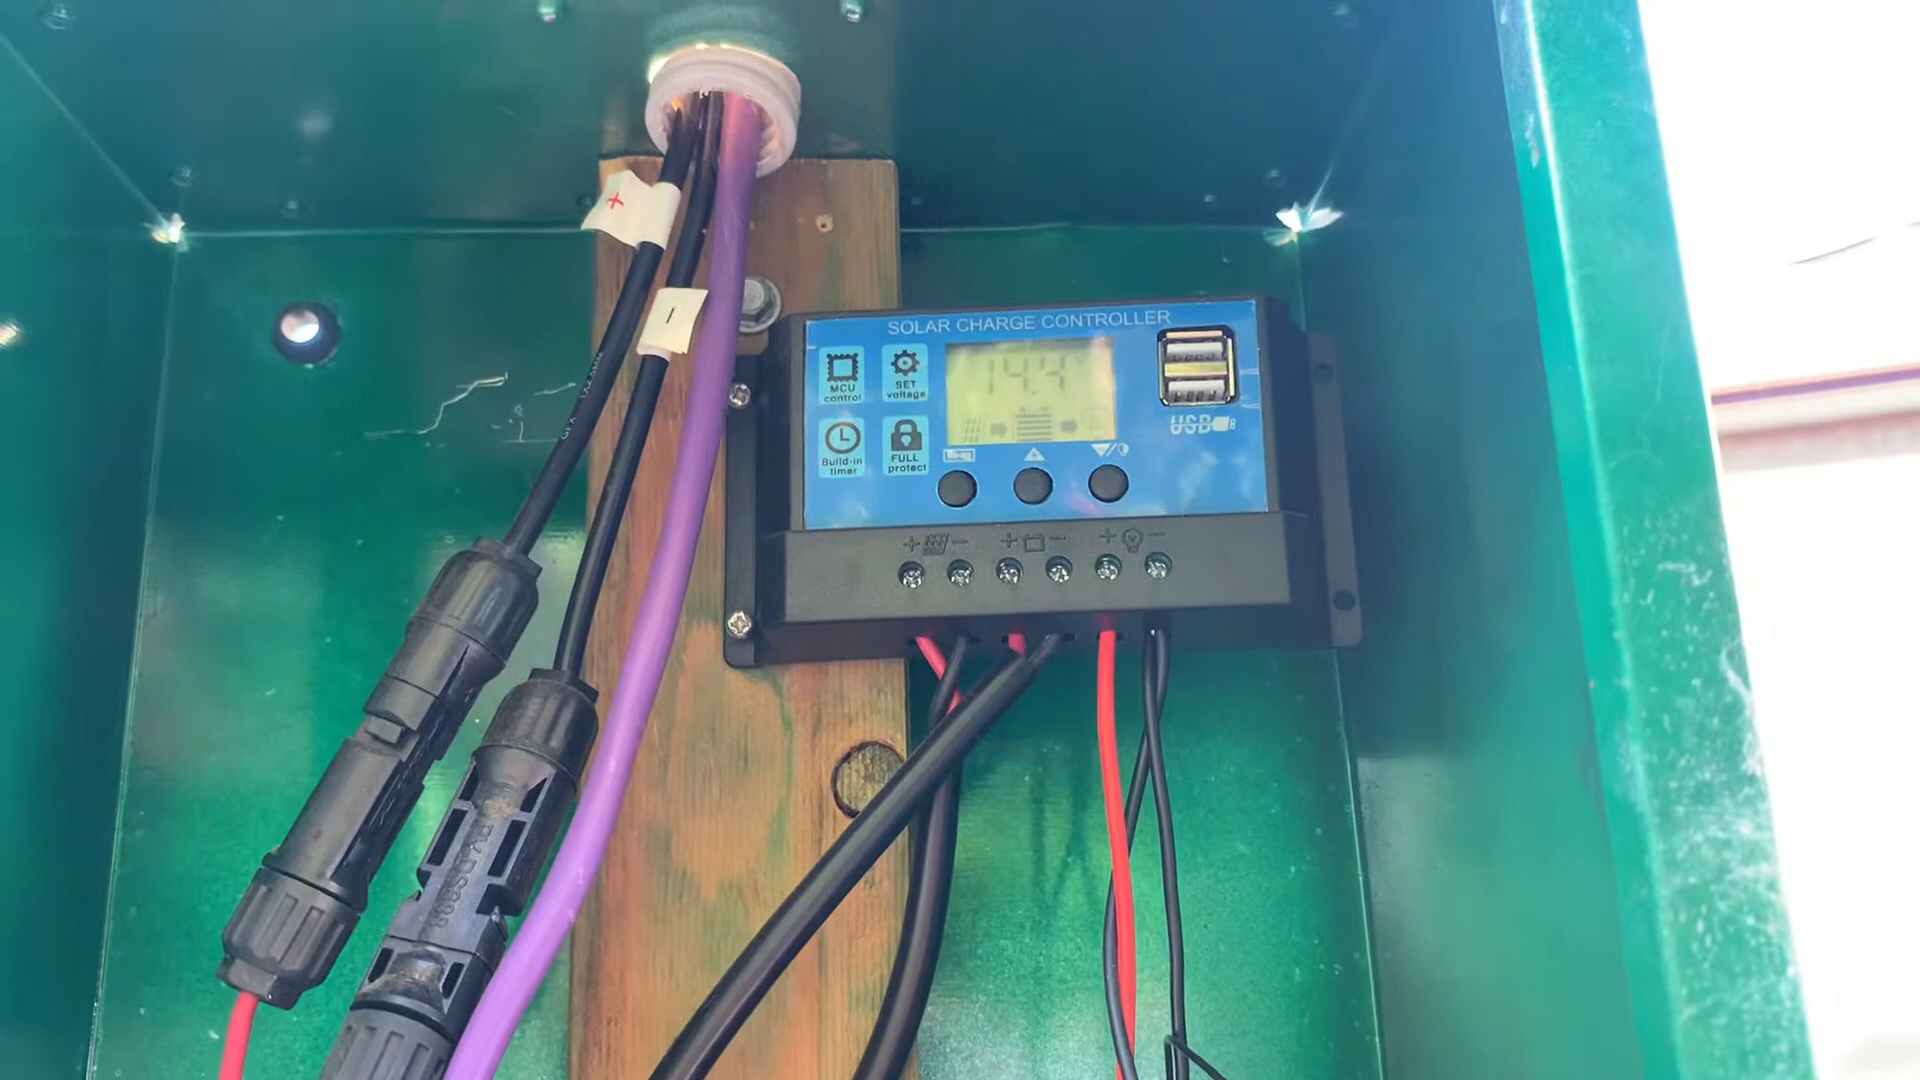 +
-
SOLAR CHARGE CONTROLLER
MCU
control
SET
voltage
14.4
Build-in
timer
FULL
protect
USB
+ -
+ -
+ -